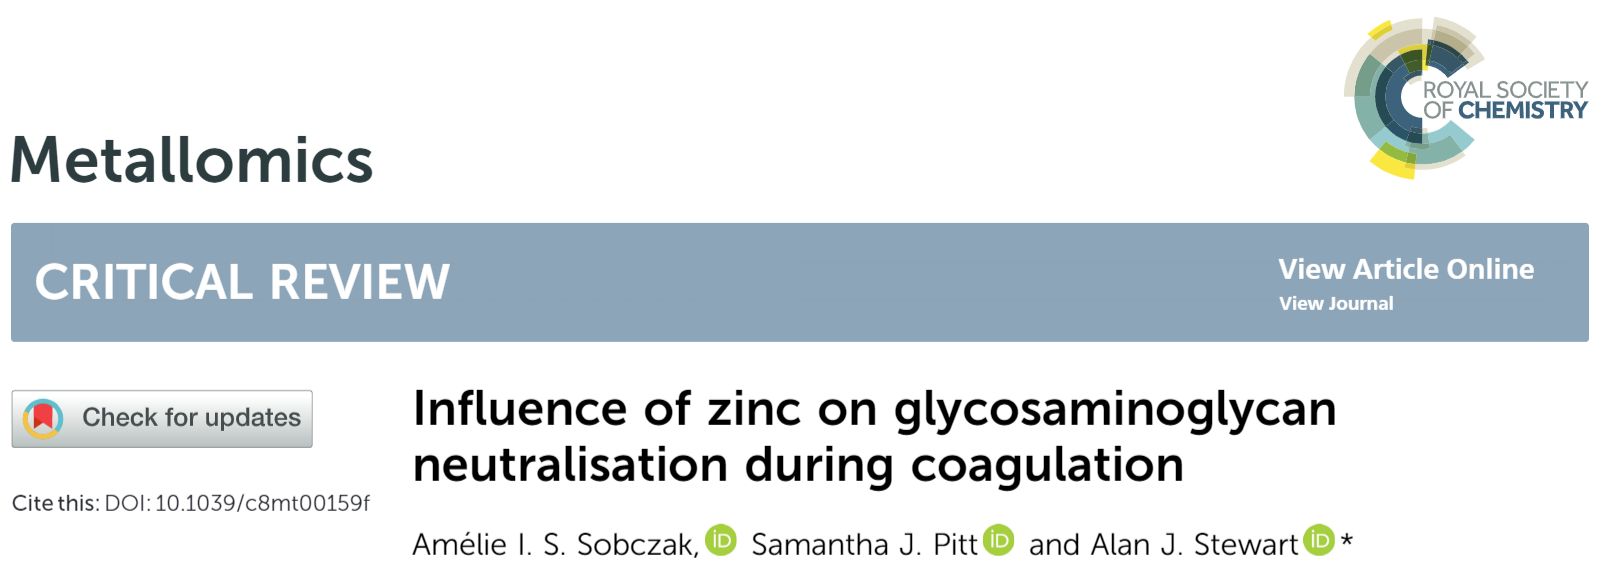 ROYAL SOCIETY
OF CHEMISTRY
Metallomics
CRITICAL REVIEW
View Article Online
View Journal
Check for updates
Cite this: DOI: 10.1039/c8mt00159f
Influence of zinc on glycosaminoglycan
neutralisation during coagulation
Amélie I. S. Sobczak, iD Samantha J. Pitt iD and Alan J. Stewart iD *